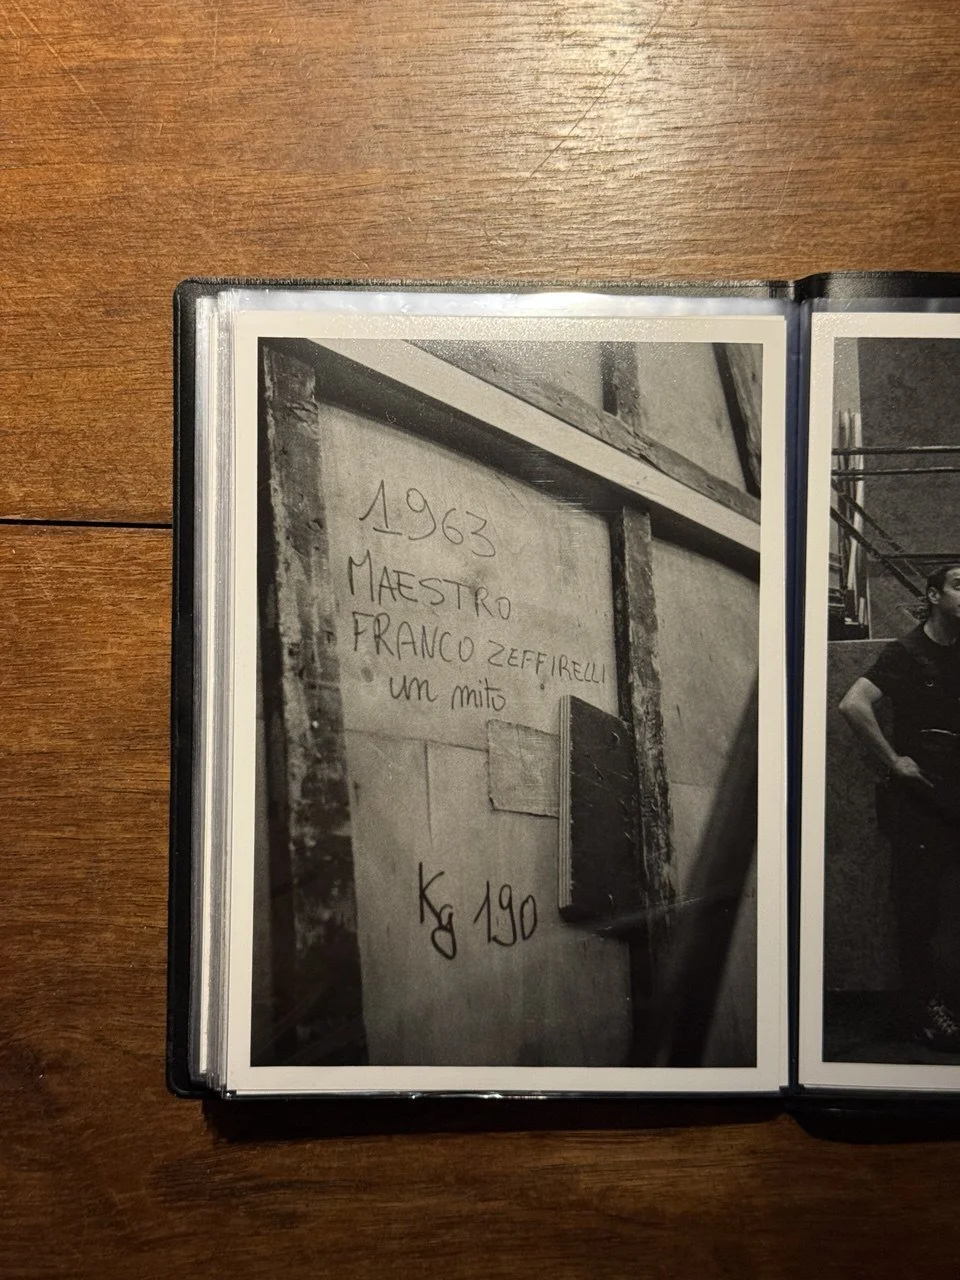 1963
MAESTRO
FRANCO ZEFFIRELLI
un mito
Kg 190